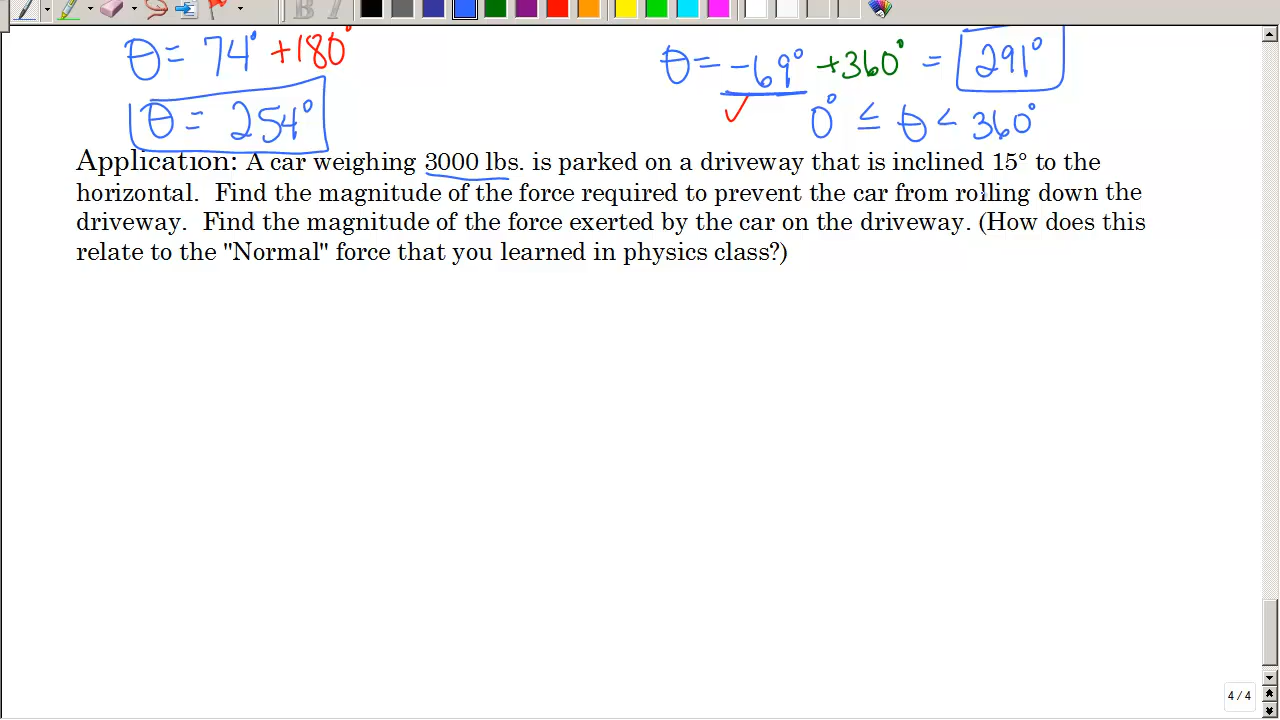 B I
θ = 74° +180°
θ = -69° +360° = 291°
θ = 254°
0° ≤ θ < 360°
Application: A car weighing 3000 lbs. is parked on a driveway that is inclined 15° to the
horizontal. Find the magnitude of the force required to prevent the car from rolling down the
driveway. Find the magnitude of the force exerted by the car on the driveway. (How does this
relate to the "Normal" force that you learned in physics class?)
4/4